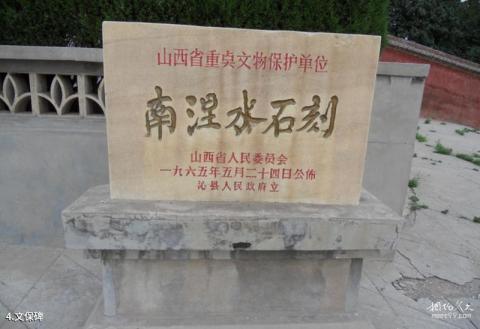 山西省重点文物保护单位
南涅水石刻
山西省人民委员会
一九六五年五月二十四日公佈
沁县人民政府立
4.文保碑